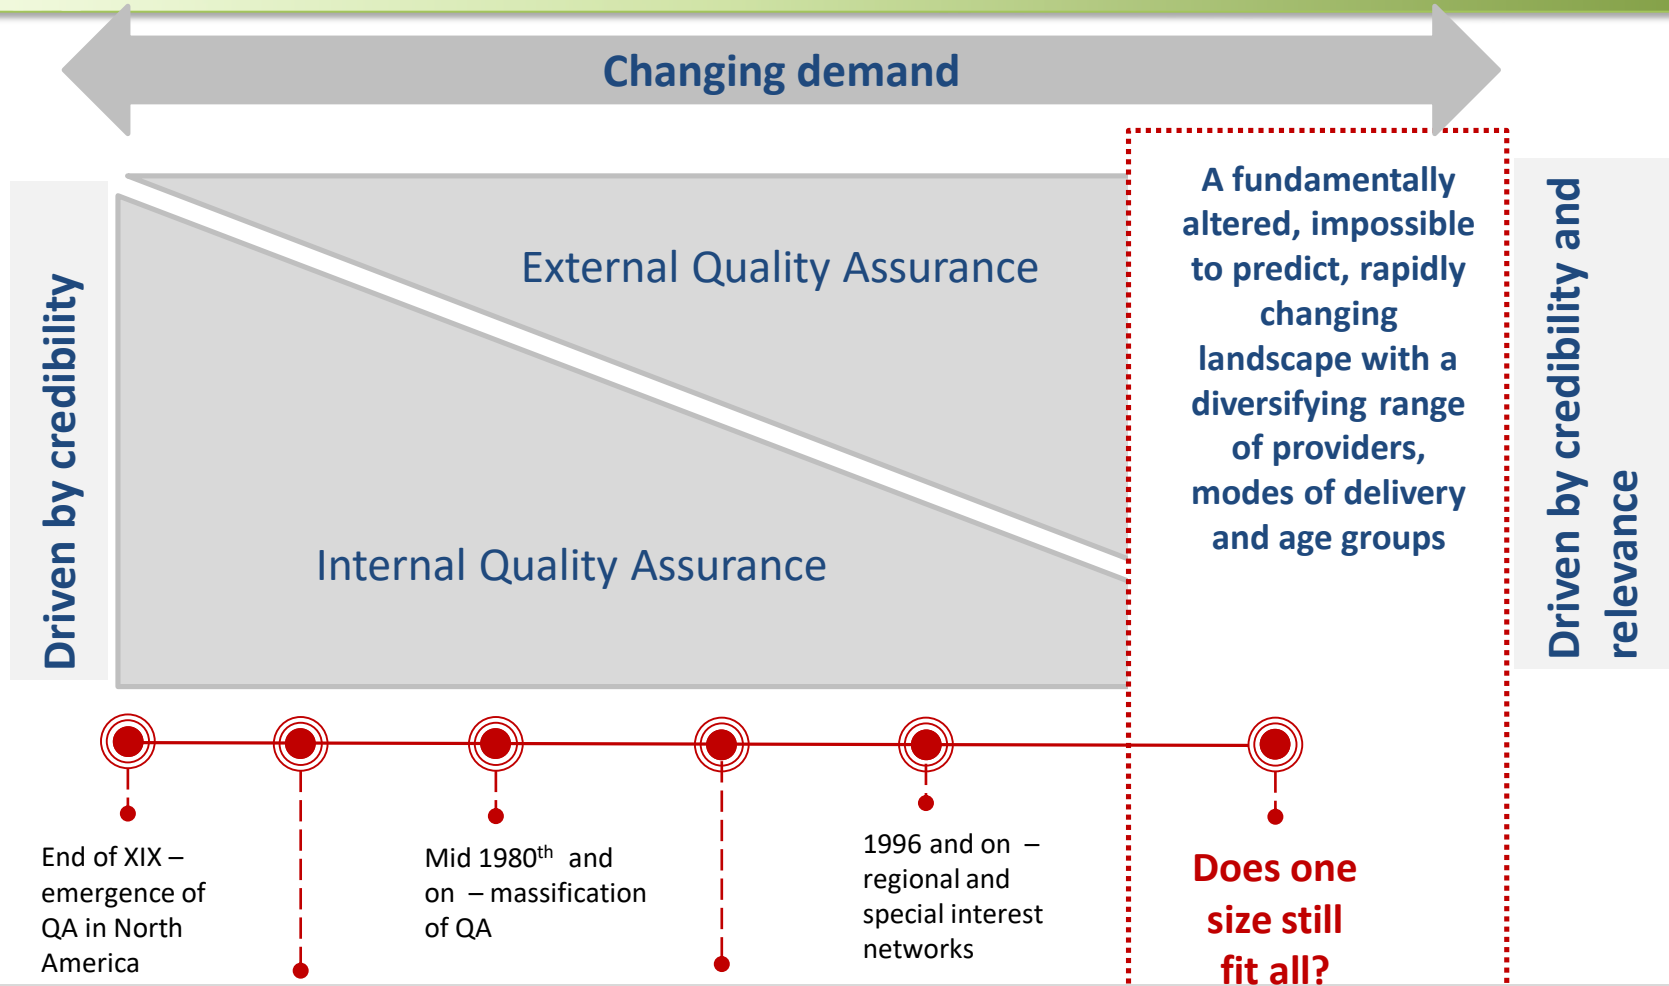 Changing demand
Driven by credibility
External Quality Assurance
Internal Quality Assurance
A fundamentally
altered, impossible
to predict, rapidly
changing
landscape with a
diversifying range
of providers,
modes of delivery
and age groups
Driven by credibility and
relevance
End of XIX –
emergence of
QA in North
America
Mid 1980th and
on – massification
of QA
1996 and on –
regional and
special interest
networks
Does one
size still
fit all?